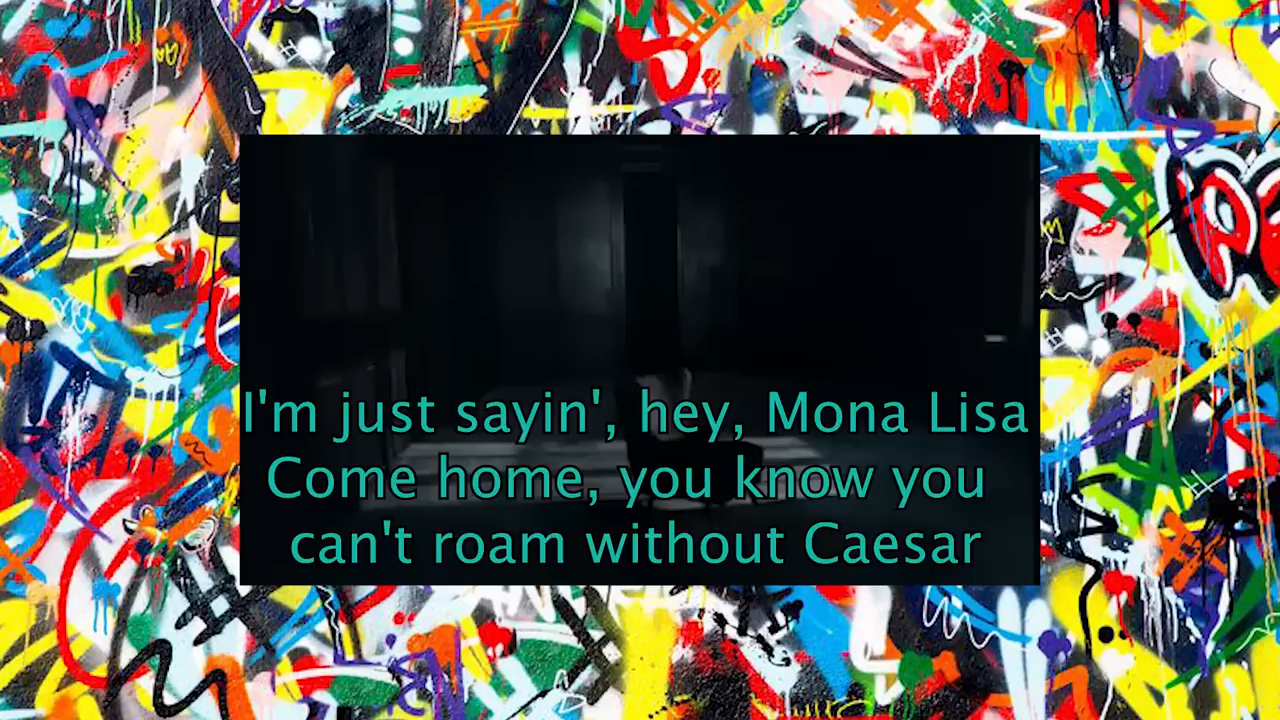 I'm just sayin', hey, Mona Lisa
Come home, you know you
can't roam without Caesar